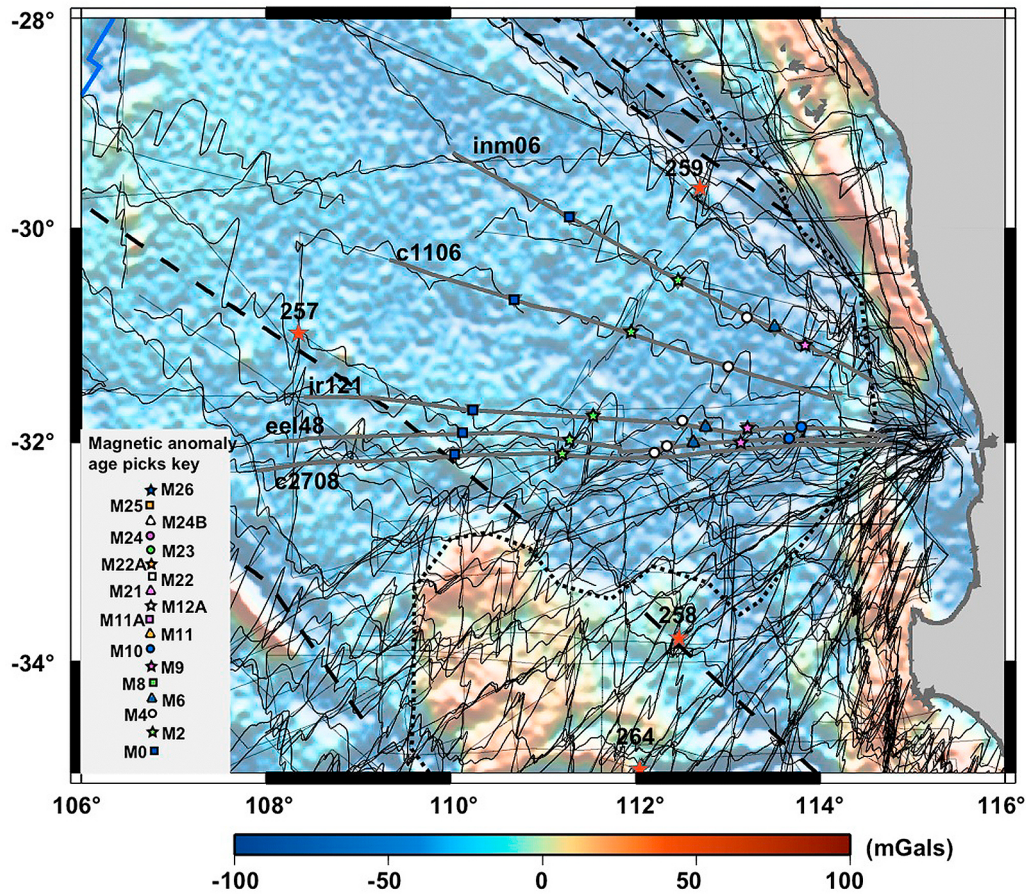 -28°
-30°
-32°
-34°
inm06
259
c1106
257
ir121
eel48
c2708
258
264
Magnetic anomaly
age picks key
M26
M25
M24B
M24
M23
M22A
M22
M21
M12A
M11A
M11
M10
M9
M8
M6
M4
M2
M0
106° 108° 110° 112° 114° 116°
(mGals)
-100 -50 0 50 100